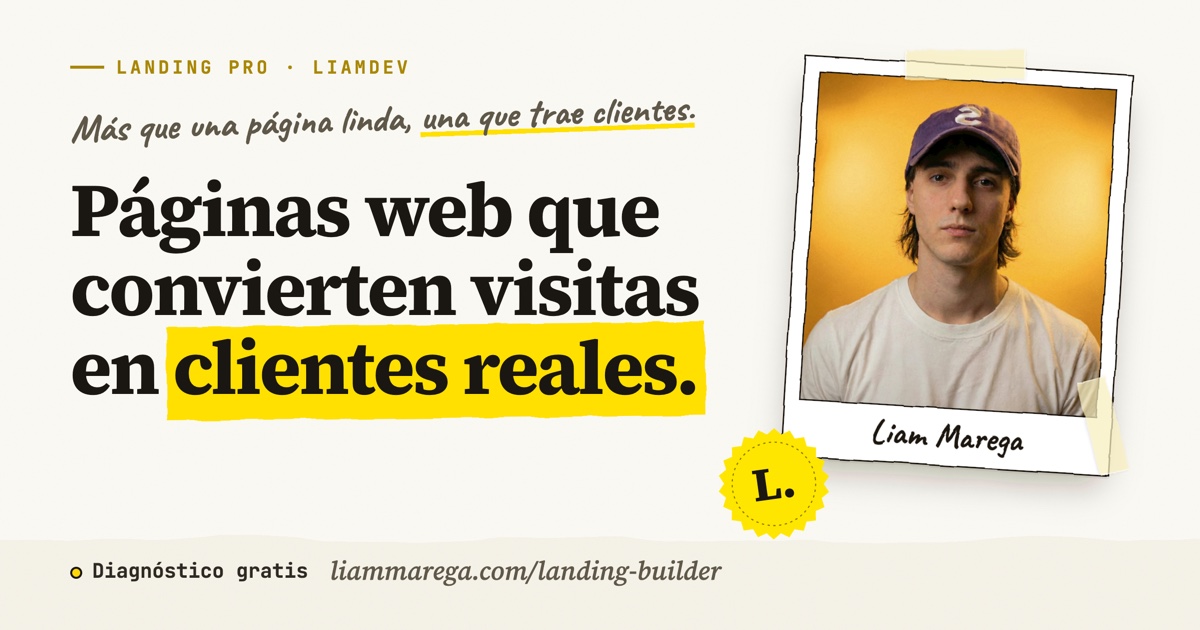 LANDING PRO · LIAMDEV
Más que una página linda, una que trae clientes.
Páginas web que
convierten visitas
en clientes reales.
Liam Marega
L.
Diagnóstico gratis liammarega.com/landing-builder